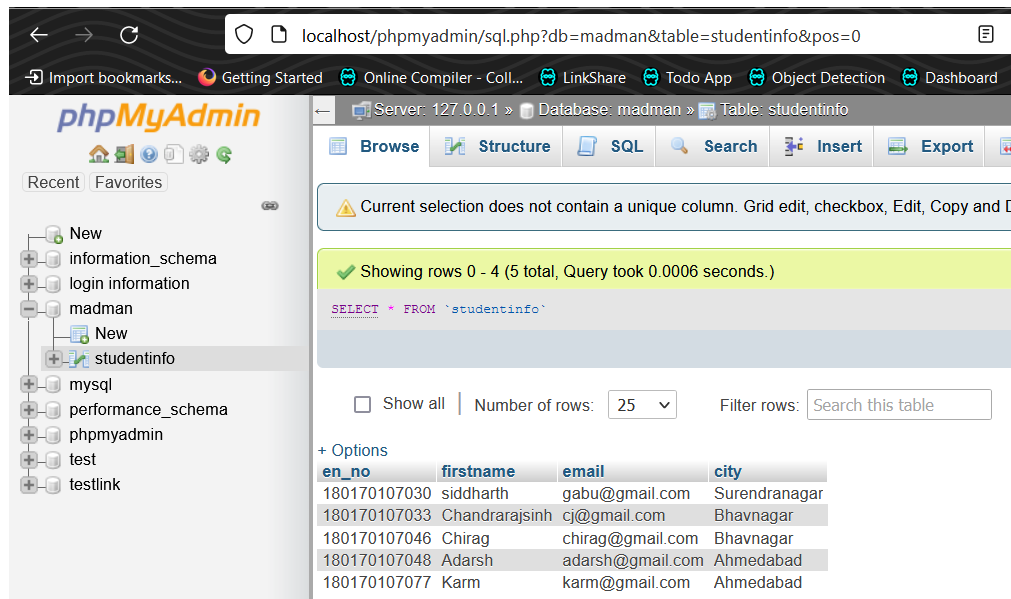 localhost/phpmyadmin/sql.php?db=madman&table=studentinfo&pos=0
Import bookmarks... Getting Started Online Compiler - Coll... LinkShare Todo App Object Detection Dashboard
phpMyAdmin
Recent Favorites
New
information_schema
login information
madman
New
studentinfo
mysql
performance_schema
phpmyadmin
test
testlink
Server: 127.0.0.1 » Database: madman » Table: studentinfo
Browse Structure SQL Search Insert Export
Current selection does not contain a unique column. Grid edit, checkbox, Edit, Copy and
Showing rows 0 - 4 (5 total, Query took 0.0006 seconds.)
SELECT * FROM `studentinfo`
Show all Number of rows: 25 Filter rows: Search this table
+ Options
en_no firstname email city
180170107030 siddharth gabu@gmail.com Surendranagar
180170107033 Chandrarajsinh cj@gmail.com Bhavnagar
180170107046 Chirag chirag@gmail.com Bhavnagar
180170107048 Adarsh adarsh@gmail.com Ahmedabad
180170107077 Karm karm@gmail.com Ahmedabad